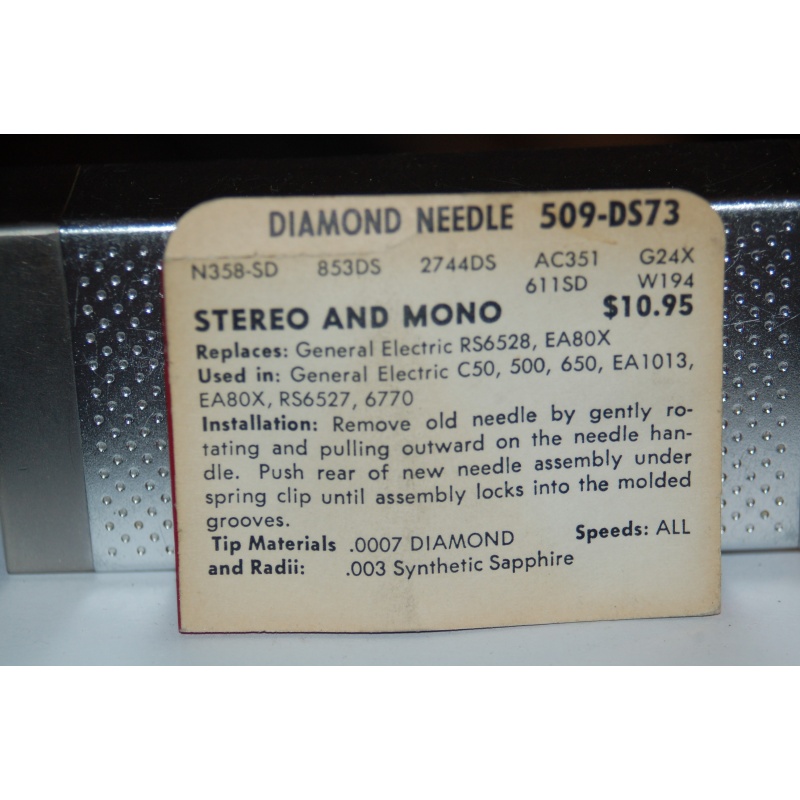 DIAMOND NEEDLE 509-DS73
N358-SD 853DS 2744DS AC351 G24X
611SD W194
STEREO AND MONO $10.95
Replaces: General Electric RS6528, EA80X
Used in: General Electric C50, 500, 650, EA1013,
EA80X, RS6527, 6770
Installation: Remove old needle by gently ro-
tating and pulling outward on the needle han-
dle. Push rear of new needle assembly under
spring clip until assembly locks into the molded
grooves.
Tip Materials .0007 DIAMOND Speeds: ALL
and Radii: .003 Synthetic Sapphire